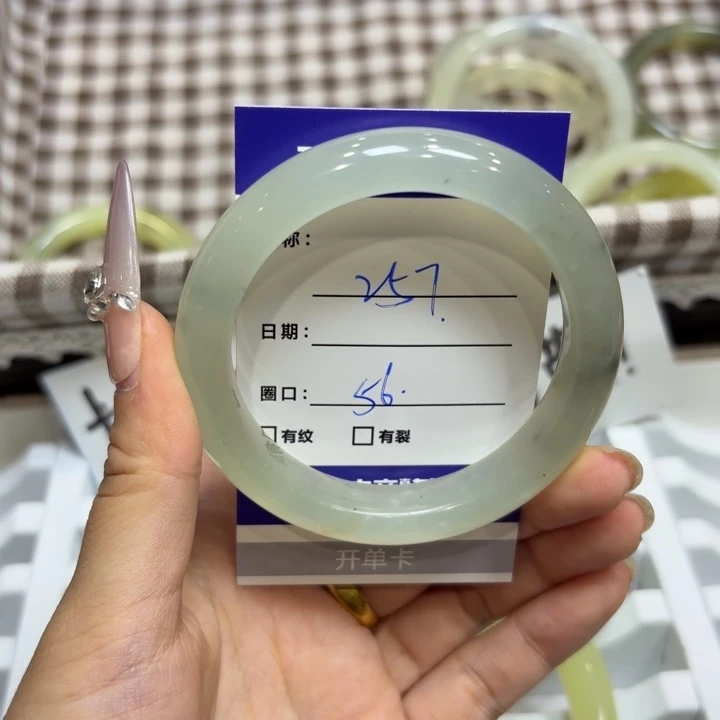 称：
257.
日期：
圈口： 56.
有纹 有裂
开单卡